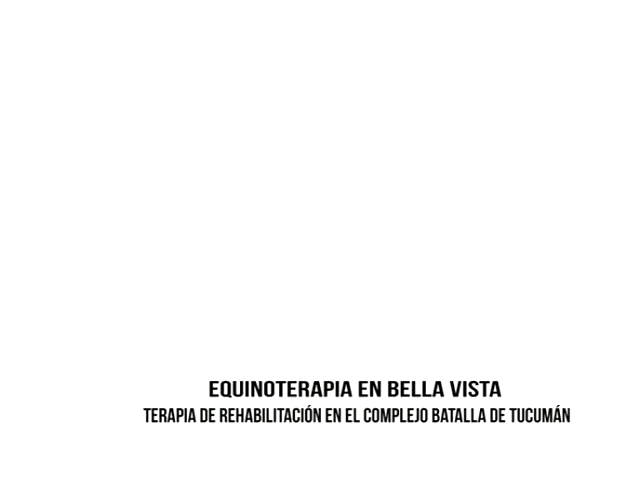 EQUINOTERAPIA EN BELLA VISTA
TERAPIA DE REHABILITACIÓN EN EL COMPLEJO BATALLA DE TUCUMÁN